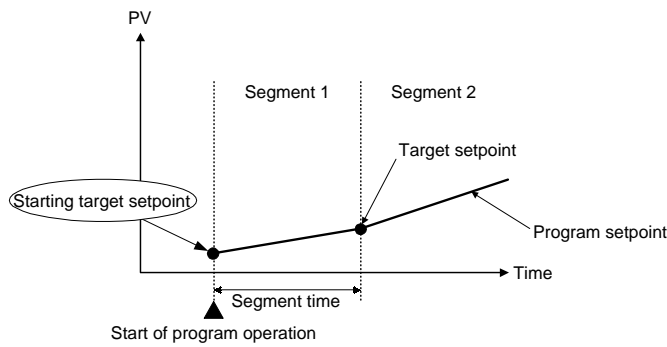 PV
Segment 1
Segment 2
Target setpoint
Starting target setpoint
Program setpoint
Time
Segment time
Start of program operation